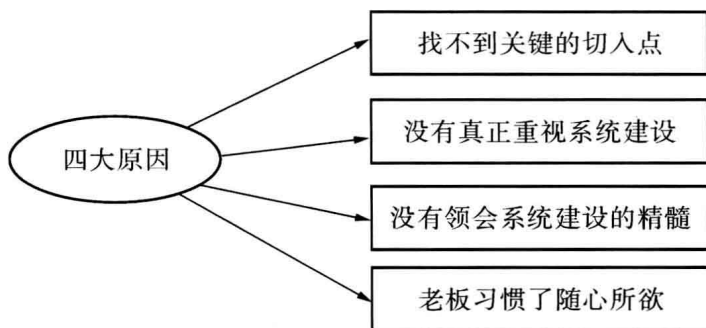 找不到关键的切入点
没有真正重视系统建设
四大原因
没有领会系统建设的精髓
老板习惯了随心所欲